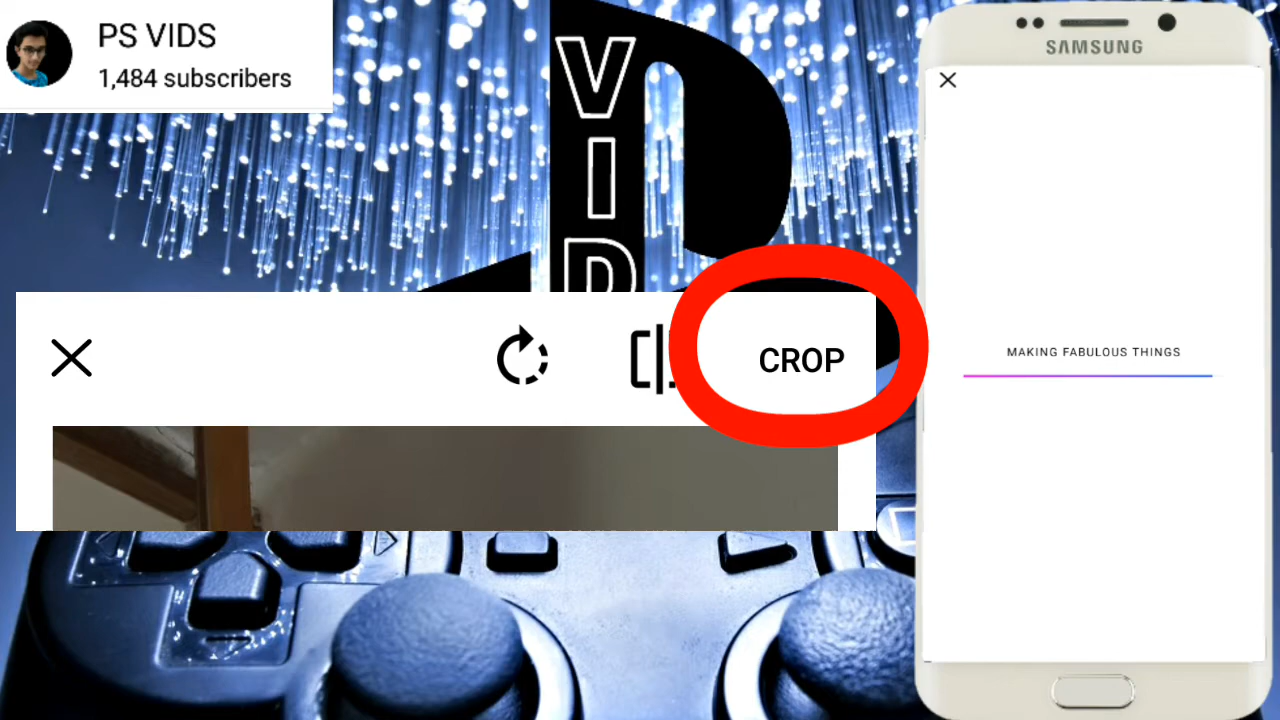 PS VIDS
1,484 subscribers
VID
SAMSUNG
CROP
MAKING FABULOUS THINGS